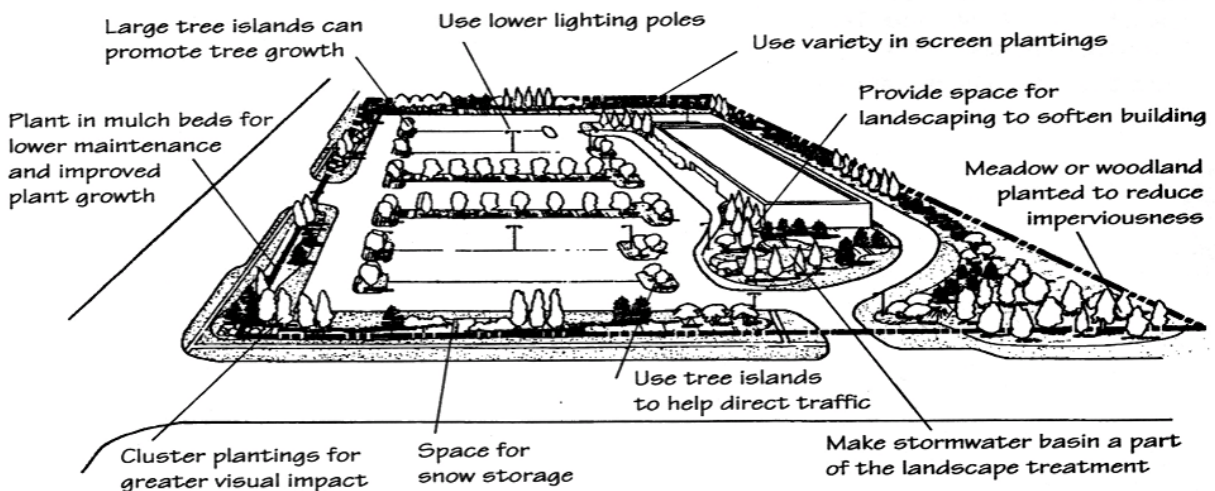 Large tree islands can
promote tree growth
Use lower lighting poles
Use variety in screen plantings
Plant in mulch beds for
lower maintenance
and improved
plant growth
Provide space for
landscaping to soften building
Meadow or woodland
planted to reduce
imperviousness
Use tree islands
to help direct traffic
Cluster plantings for
greater visual impact
Space for
snow storage
Make stormwater basin a part
of the landscape treatment